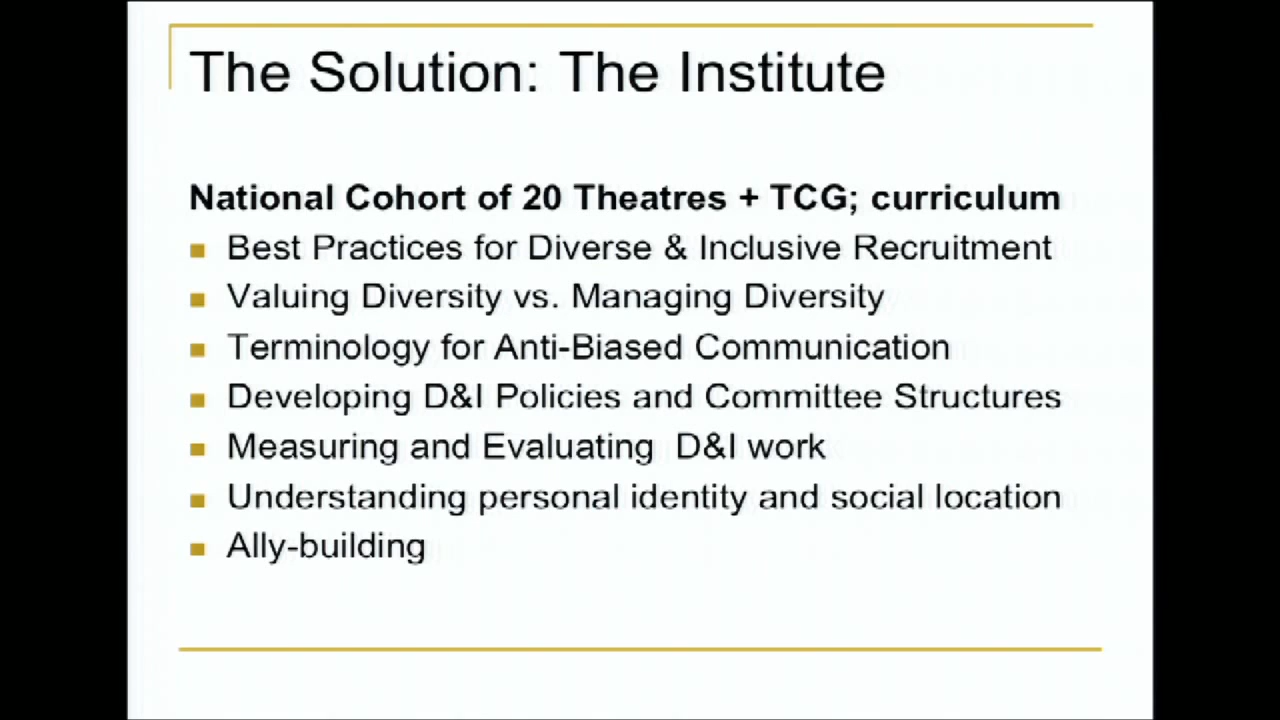 The Solution: The Institute
National Cohort of 20 Theatres + TCG; curriculum
Best Practices for Diverse & Inclusive Recruitment
Valuing Diversity vs. Managing Diversity
Terminology for Anti-Biased Communication
Developing D&I Policies and Committee Structures
Measuring and Evaluating  D&I work
Understanding personal identity and social location
Ally-building